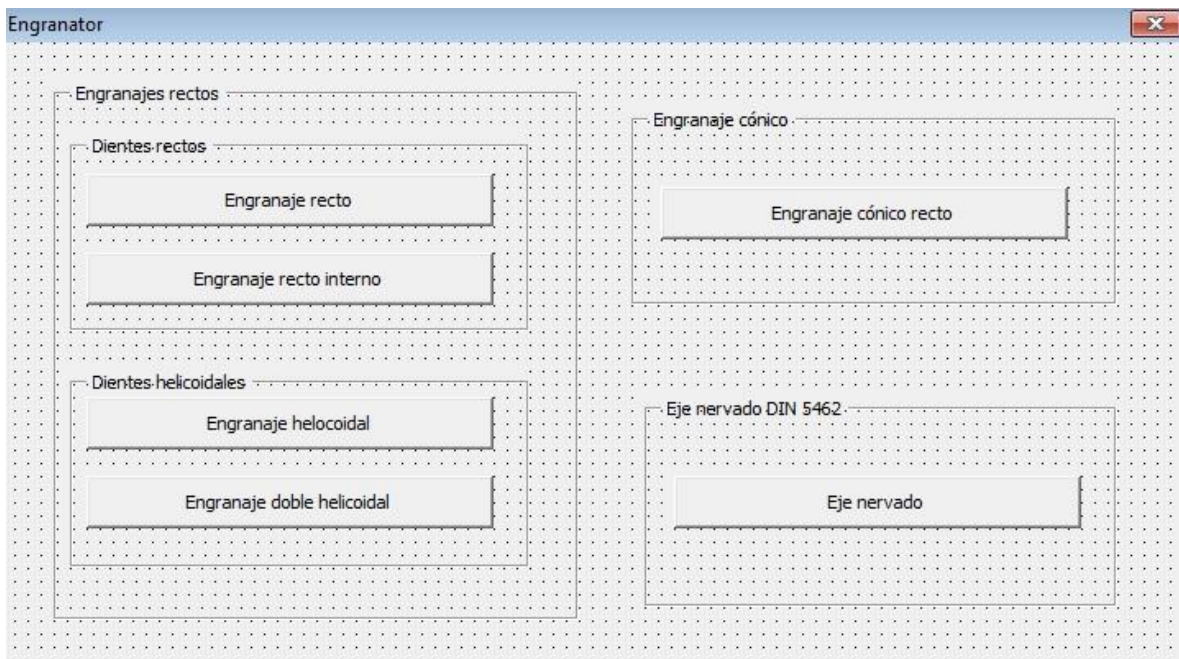 Engranator
Engranajes rectos
Dientes rectos
Engranaje recto
Engranaje recto interno
Dientes helicoidales
Engranaje helocoidal
Engranaje doble helicoidal
Engranaje cónico
Engranaje cónico recto
Eje nervado DIN 5462
Eje nervado